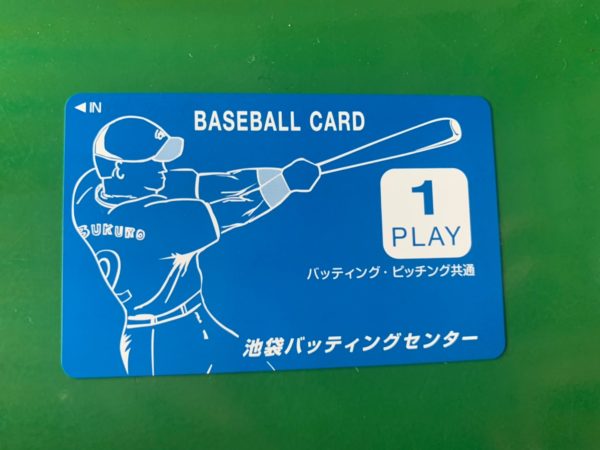 ◀IN
BASEBALL CARD
BUKURO
1
PLAY
バッティング・ピッチング共通
池袋バッティングセンター